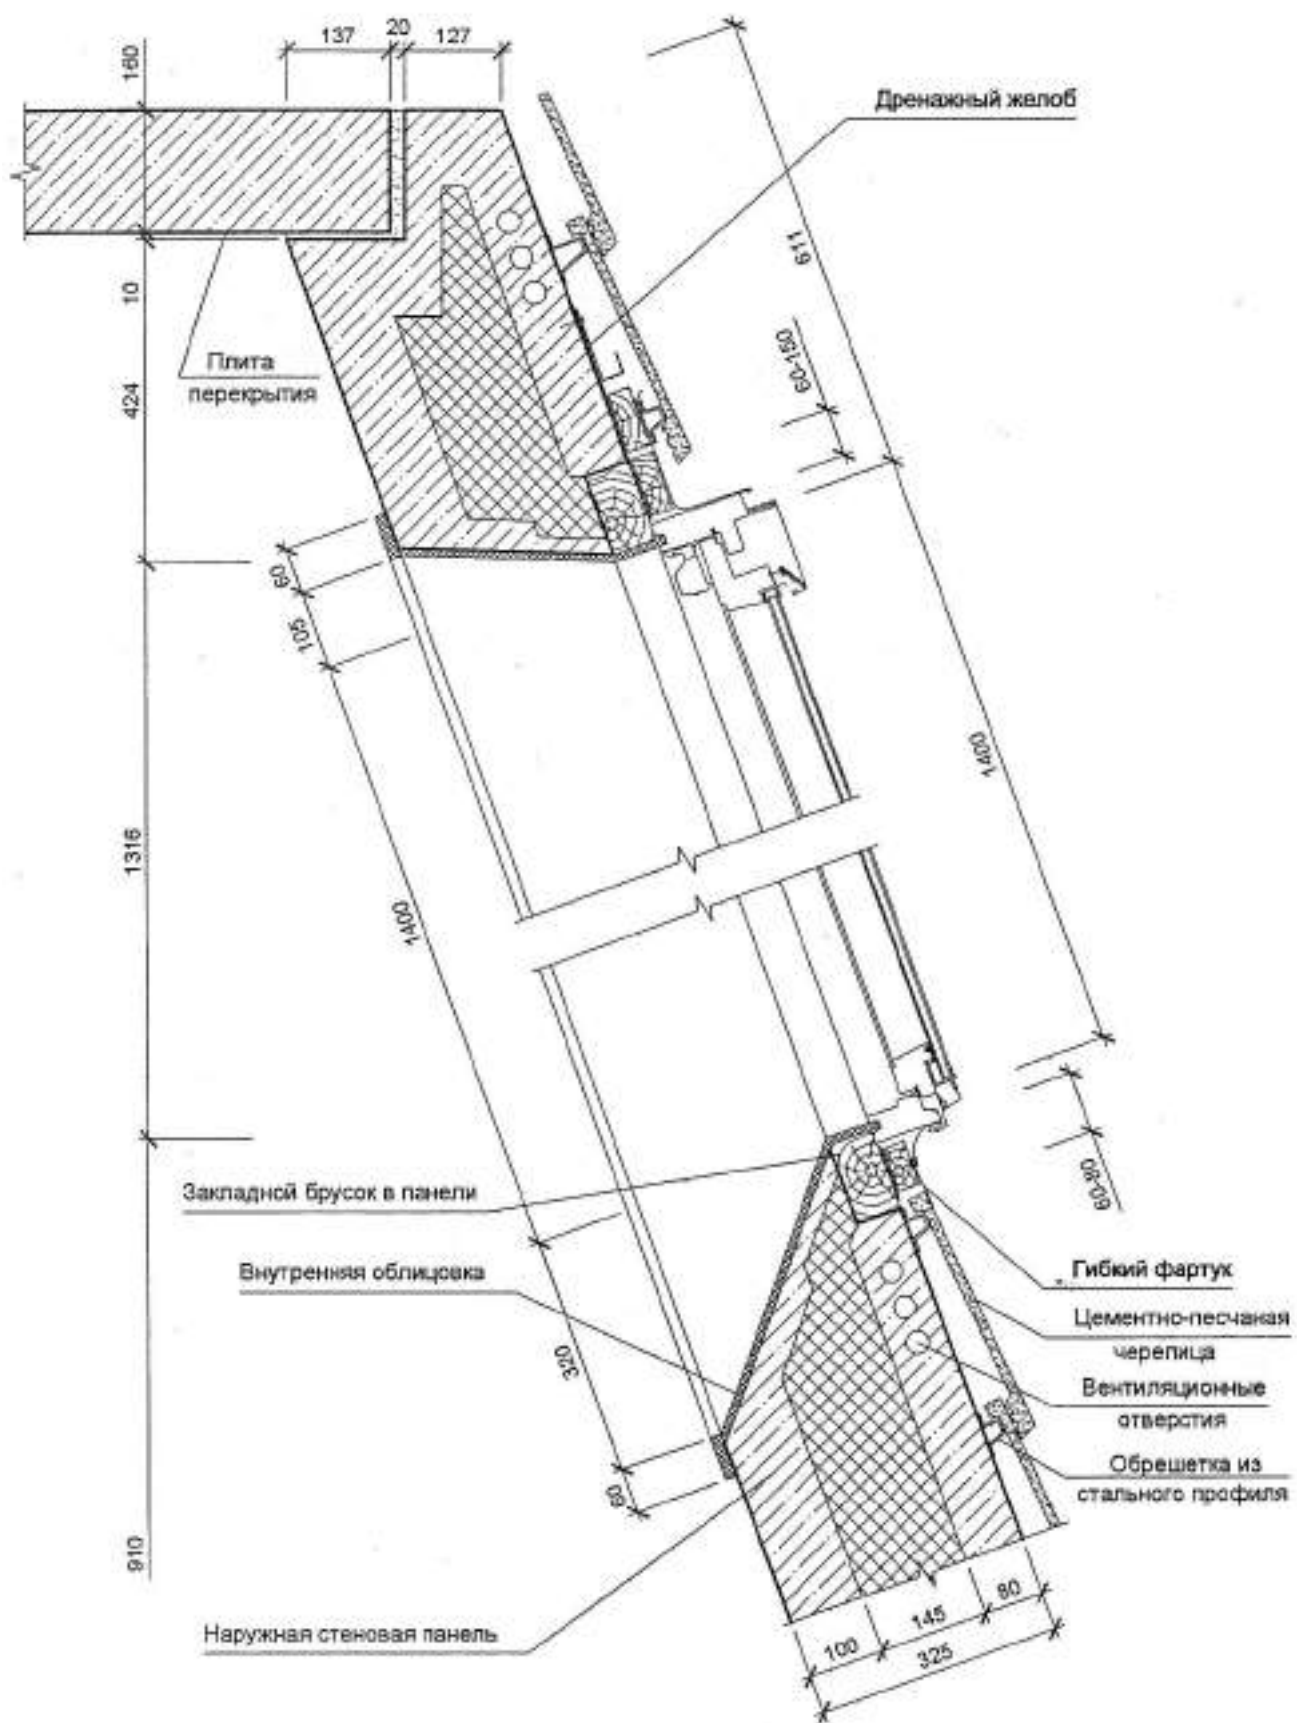 137
20
127
160
Дренажный желоб
611
10
60-150
Плита
перекрытия
424
60
105
1400
1316
1400
60-80
Закладной брусок в панели
Внутренняя облицовка
Гибкий фартук
Цементно-песчаная
черепица
320
Вентиляционные
отверстия
Обрешетка из
стального профиля
60
910
80
145
Наружная стеновая панель
100
325